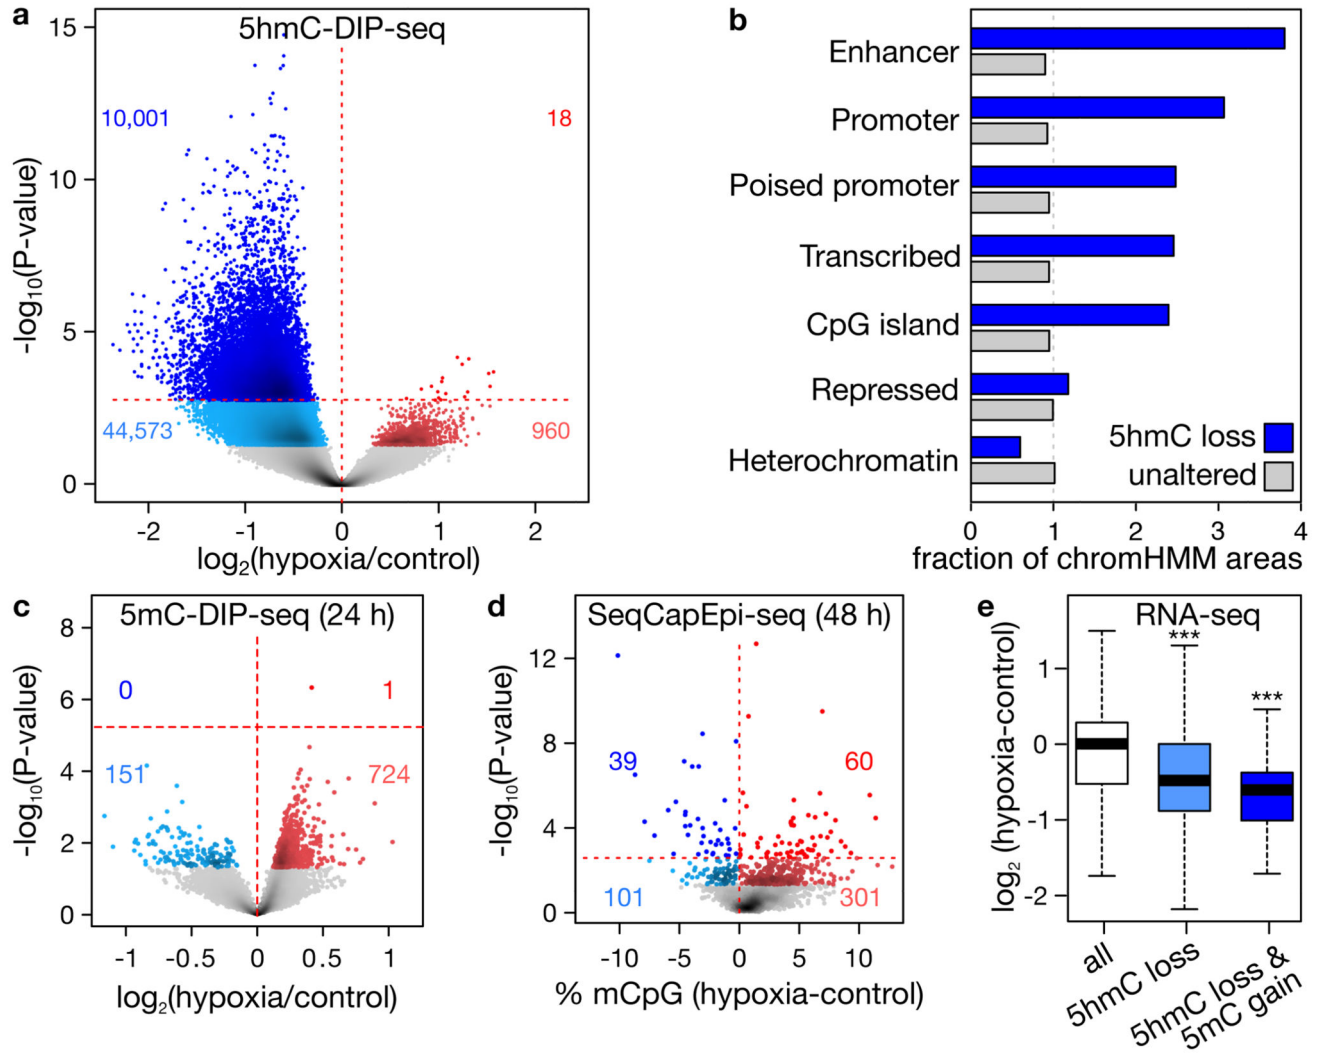 a
5hmC-DIP-seq
15
10
5
0
-log10(P-value)
10,001
18
44,573
960
-2 -1 0 1 2
log2(hypoxia/control)
b
Enhancer
Promoter
Poised promoter
Transcribed
CpG island
Repressed
Heterochromatin
5hmC loss
unaltered
0 1 2 3 4
fraction of chromHMM areas
c
5mC-DIP-seq (24 h)
8
6
4
2
0
-log10(P-value)
0
1
151
724
-1 -0.5 0 0.5 1
log2(hypoxia/control)
d
SeqCapEpi-seq (48 h)
12
8
4
0
-log10(P-value)
39
60
101
301
-10 -5 0 5 10
% mCpG (hypoxia-control)
e
RNA-seq
***
***
1
0
-1
-2
log2 (hypoxia-control)
all
5hmC loss
5hmC loss &
5mC gain